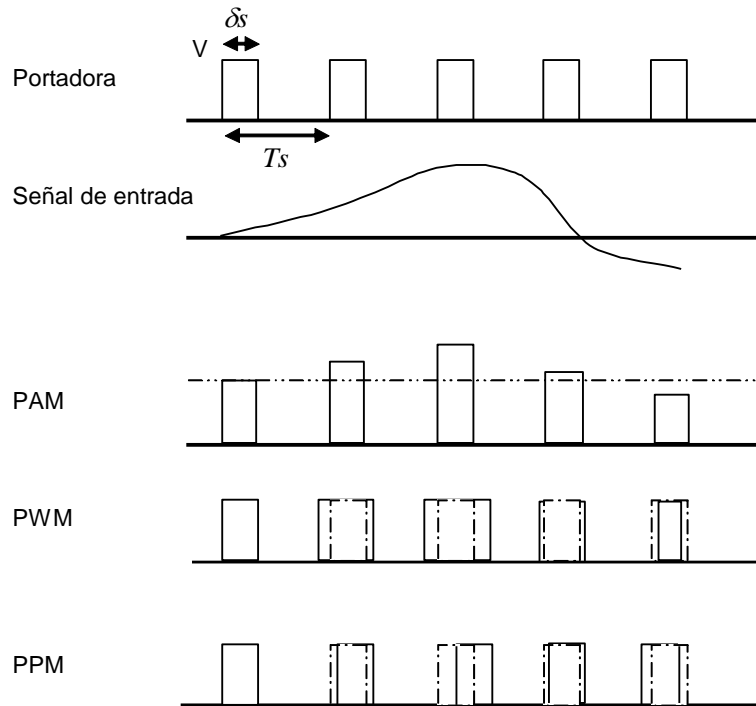 δs
V
Portadora
Ts
Señal de entrada
PAM
PWM
PPM